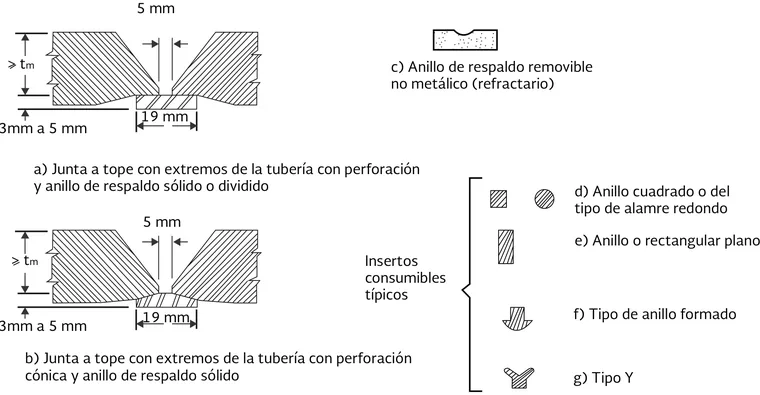 5 mm
⩾ tm
3mm a 5 mm
19 mm
a) Junta a tope con extremos de la tubería con perforación
y anillo de respaldo sólido o dividido
5 mm
⩾ tm
3mm a 5 mm
19 mm
b) Junta a tope con extremos de la tubería con perforación
cónica y anillo de respaldo sólido
c) Anillo de respaldo removible
no metálico (refractario)
Insertos
consumibles
típicos
d) Anillo cuadrado o del
tipo de alamre redondo
e) Anillo o rectangular plano
f) Tipo de anillo formado
g) Tipo Y